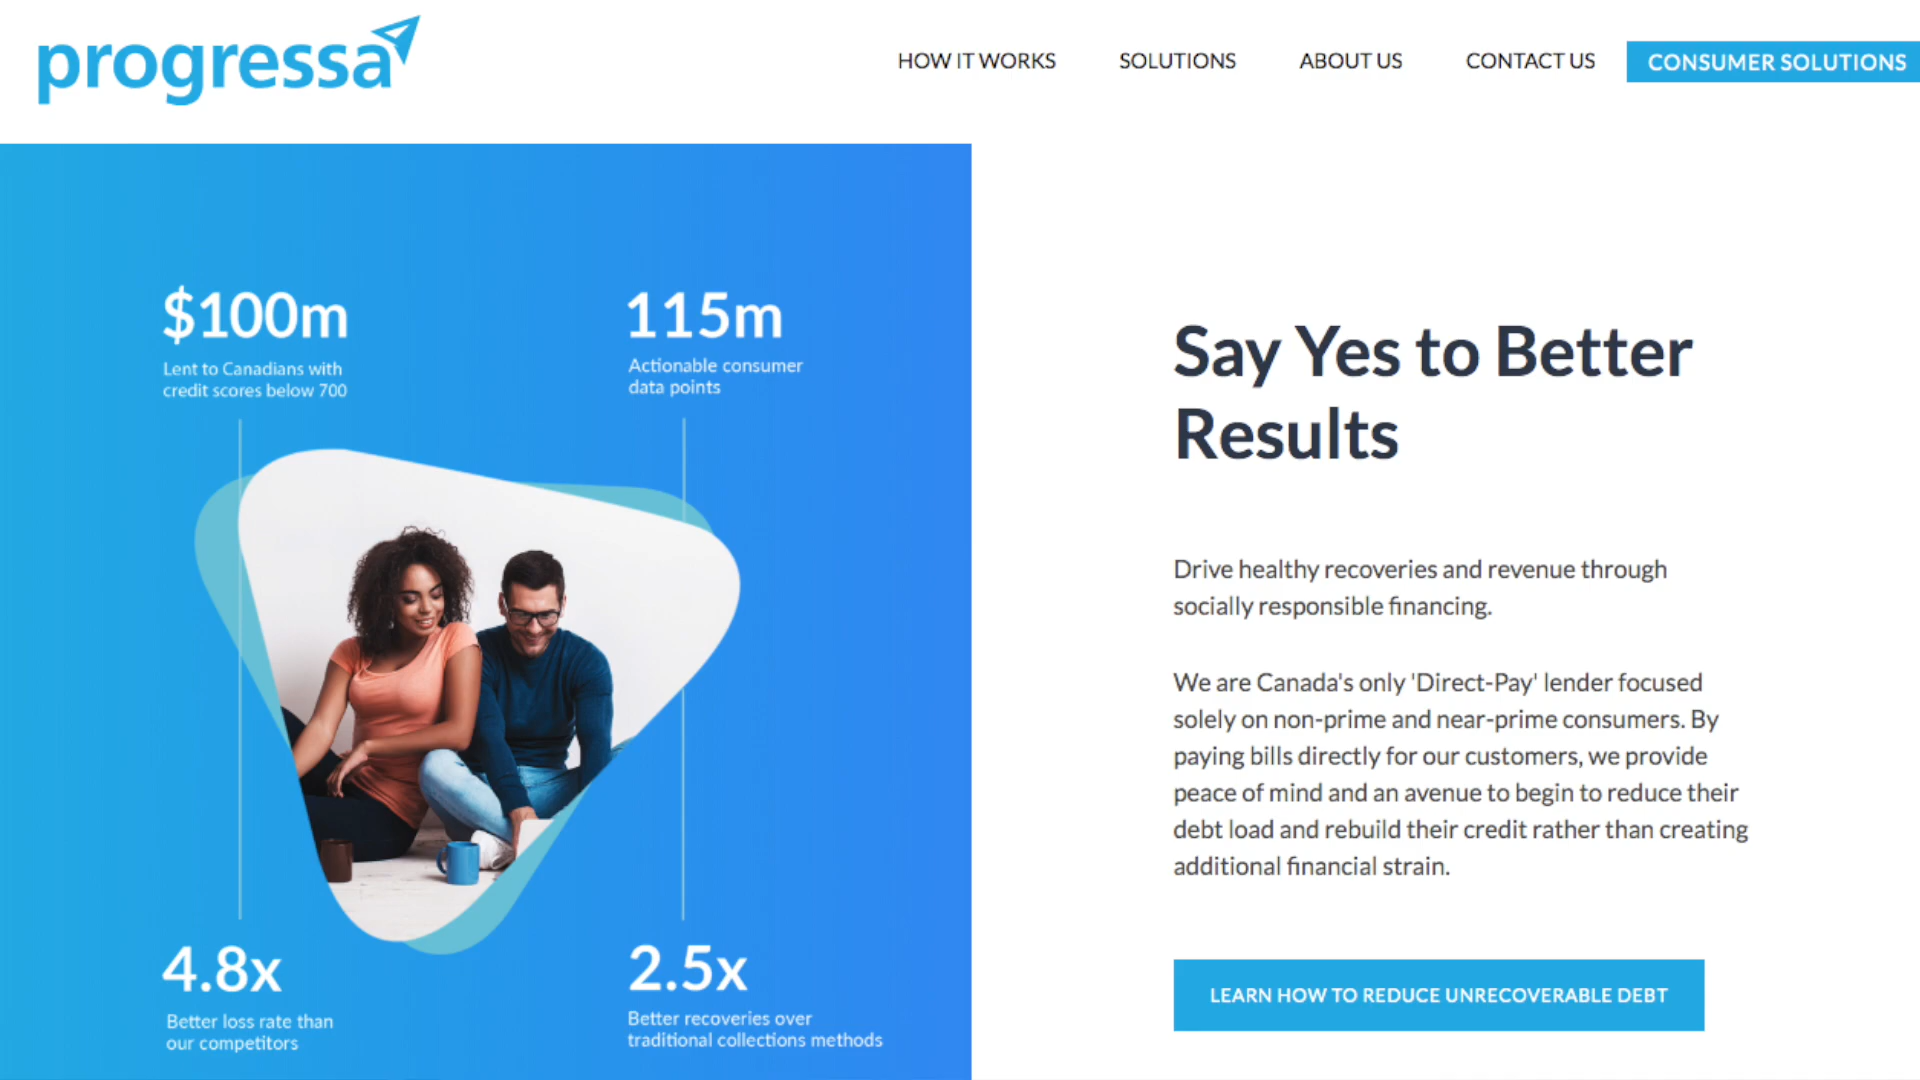 progressa
HOW IT WORKS
SOLUTIONS
ABOUT US
CONTACT US
CONSUMER SOLUTIONS
$100m
Lent to Canadians with
credit scores below 700
115m
Actionable consumer
data points
4.8x
Better loss rate than
our competitors
2.5x
Better recoveries over
traditional collections methods
Say Yes to Better
Results
Drive healthy recoveries and revenue through
socially responsible financing.
We are Canada's only 'Direct-Pay' lender focused
solely on non-prime and near-prime consumers. By
paying bills directly for our customers, we provide
peace of mind and an avenue to begin to reduce their
debt load and rebuild their credit rather than creating
additional financial strain.
LEARN HOW TO REDUCE UNRECOVERABLE DEBT